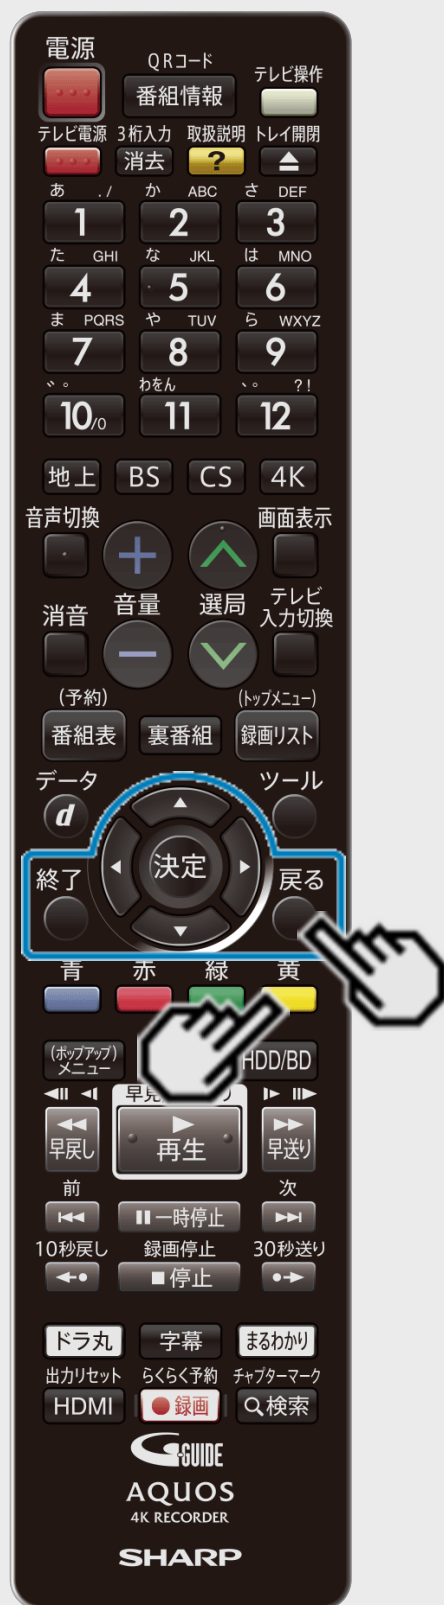 電源
QRコード
番組情報
テレビ操作
テレビ電源 3桁入力 取扱説明 トレイ開閉
消去 ?
あ ./ か ABC さ DEF
1 2 3
た GHI な JKL は MNO
4 5 6
ま PQRS や TUV ら WXYZ
7 8 9
゛゜ わをん 、。 ?!
10/0 11 12
地上 BS CS 4K
音声切換 画面表示
+
消音 音量 選局 テレビ
入力切換
−
(予約) (トップメニュー)
番組表 裏番組 録画リスト
データ ツール
d
決定
終了 戻る
青 赤 緑 黄
(ポップアップ)
メニュー HDD/BD
早見 り
早戻し 再生 早送り
前 次
一時停止
10秒戻し 録画停止 30秒送り
停止
ドラ丸 字幕 まるわかり
出力リセット らくらく予約 チャプターマーク
HDMI 録画 検索
G-GUIDE
AQUOS
4K RECORDER
SHARP